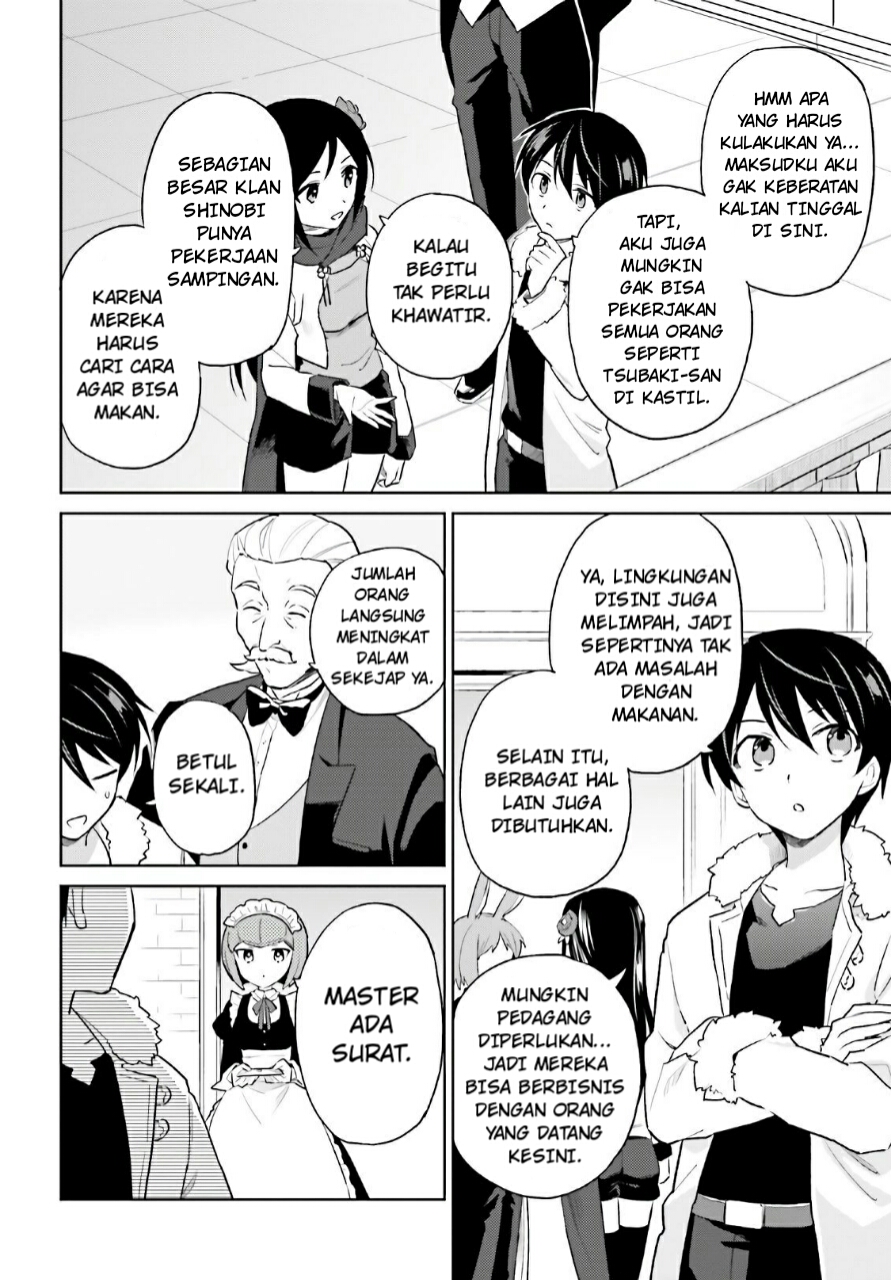 HMM APA
YANG HARUS
KULAKUKAN YA...
MAKSUDKU AKU
GAK KEBERATAN
KALIAN TINGGAL
DI SINI.
TAPI,
AKU JUGA
MUNGKIN
GAK BISA
PEKERJAKAN
SEMUA ORANG
SEPERTI
TSUBAKI-SAN
DI KASTIL.
KALAU
BEGITU
TAK PERLU
KHAWATIR.
SEBAGIAN
BESAR KLAN
SHINOBI
PUNYA
PEKERJAAN
SAMPINGAN.
KARENA
MEREKA
HARUS
CARI CARA
AGAR BISA
MAKAN.
YA, LINGKUNGAN
DISINI JUGA
MELIMPAH, JADI
SEPERTINYA TAK
ADA MASALAH
DENGAN
MAKANAN.
SELAIN ITU,
BERBAGAI HAL
LAIN JUGA
DIBUTUHKAN.
MUNGKIN
PEDAGANG
DIPERLUKAN...
JADI MEREKA
BISA BERBISNIS
DENGAN ORANG
YANG DATANG
KESINI.
JUMLAH
ORANG
LANGSUNG
MENINGKAT
DALAM
SEKEJAP YA.
BETUL
SEKALI.
MASTER
ADA
SURAT.